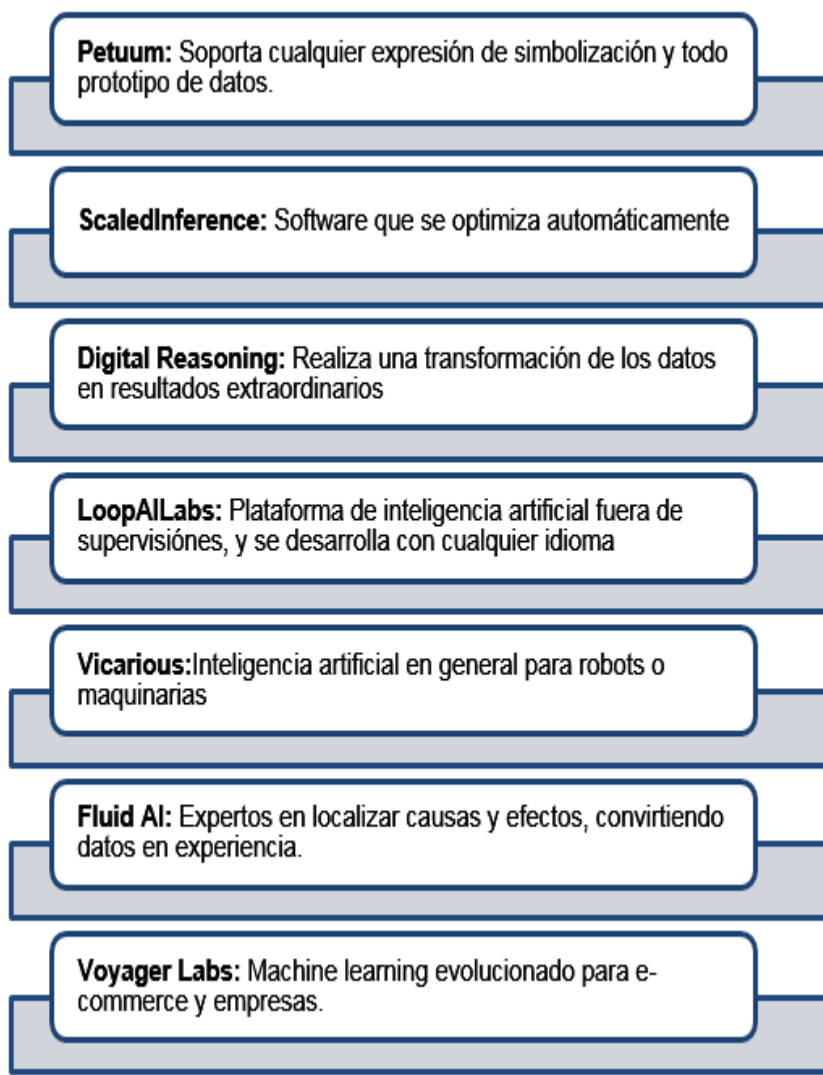 Petuum: Soporta cualquier expresión de simbolización y todo
prototipo de datos.
ScaledInference: Software que se optimiza automáticamente
Digital Reasoning: Realiza una transformación de los datos
en resultados extraordinarios
LoopAILabs: Plataforma de inteligencia artificial fuera de
supervisiónes, y se desarrolla con cualquier idioma
Vicarious:Inteligencia artificial en general para robots o
maquinarias
Fluid AI: Expertos en localizar causas y efectos, convirtiendo
datos en experiencia.
Voyager Labs: Machine learning evolucionado para e-
commerce y empresas.